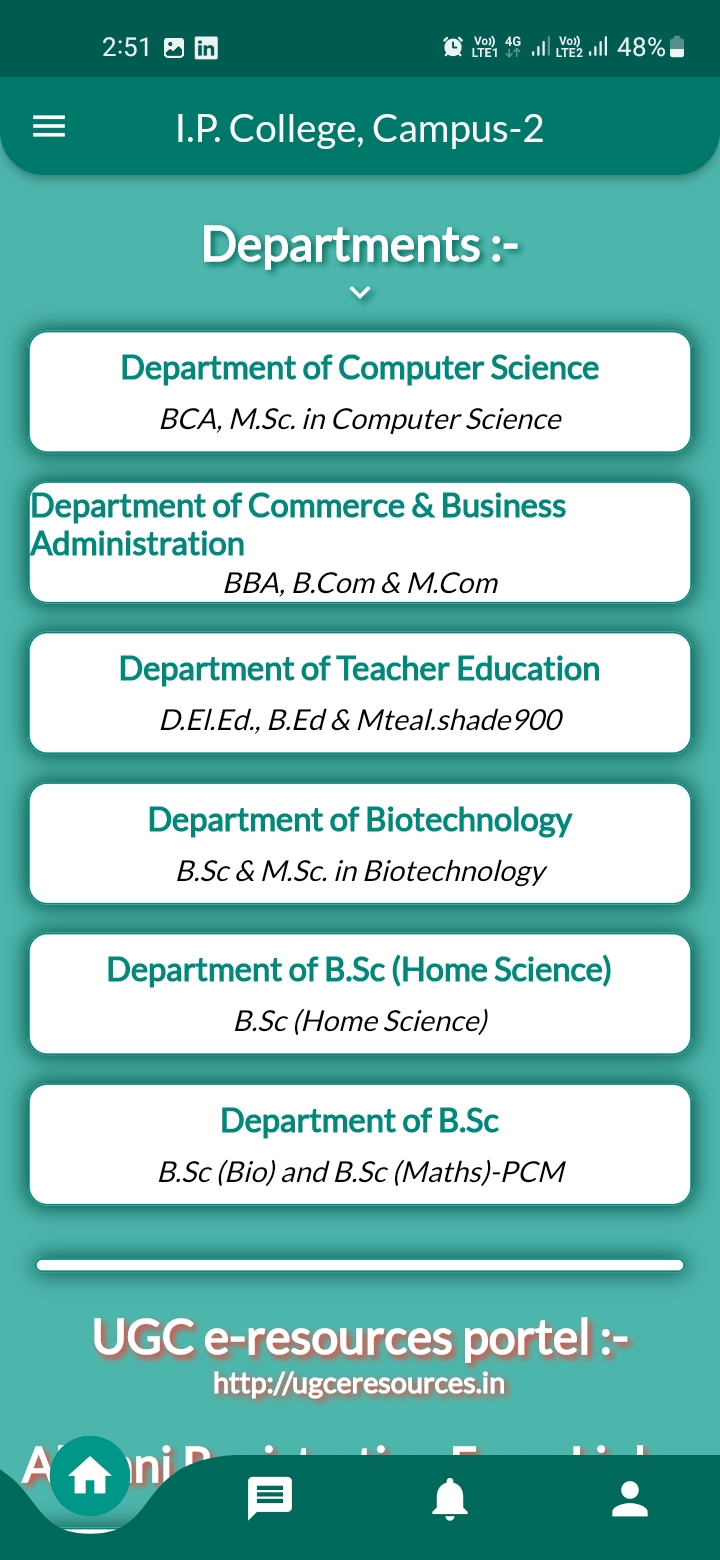 2:51
Vo)) LTE1 4G Vo)) LTE2 48%
I.P. College, Campus-2
Departments :-
Department of Computer Science
BCA, M.Sc. in Computer Science
Department of Commerce & Business
Administration
BBA, B.Com & M.Com
Department of Teacher Education
D.El.Ed., B.Ed & Mteal.shade900
Department of Biotechnology
B.Sc & M.Sc. in Biotechnology
Department of B.Sc (Home Science)
B.Sc (Home Science)
Department of B.Sc
B.Sc (Bio) and B.Sc (Maths)-PCM
UGC e-resources portel :-
http://ugceresources.in